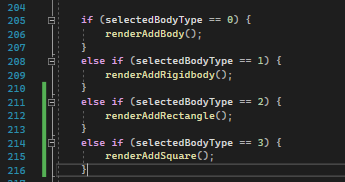 204
205 if (selectedBodyType == 0) {
206 renderAddBody();
207 }
208 else if (selectedBodyType == 1) {
209 renderAddRigidbody();
210 }
211 else if (selectedBodyType == 2) {
212 renderAddRectangle();
213 }
214 else if (selectedBodyType == 3) {
215 renderAddSquare();
216 }